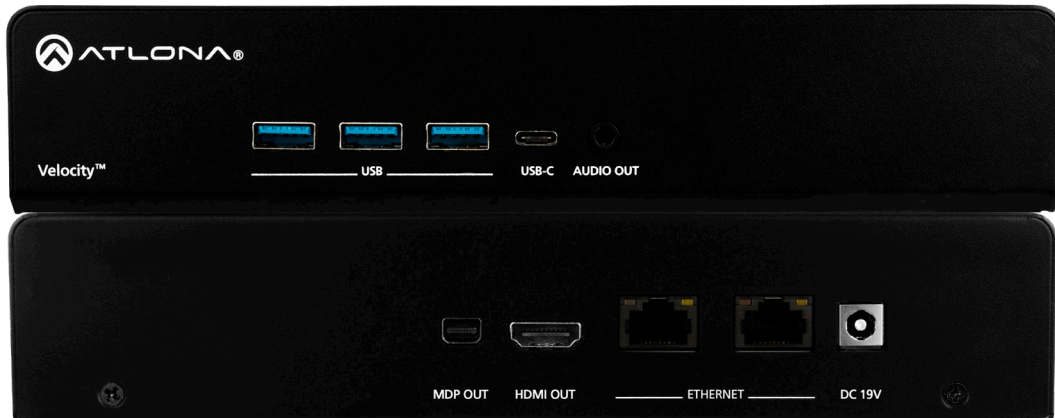 ATLONA®
Velocity™
USB
USB-C
AUDIO OUT
MDP OUT
HDMI OUT
ETHERNET
DC 19V